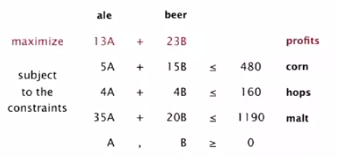 ale beer
maximize 13A + 23B profits
subject to the constraints 5A + 15B ≤ 480 corn
4A + 4B ≤ 160 hops
35A + 20B ≤ 1190 malt
A , B ≥ 0